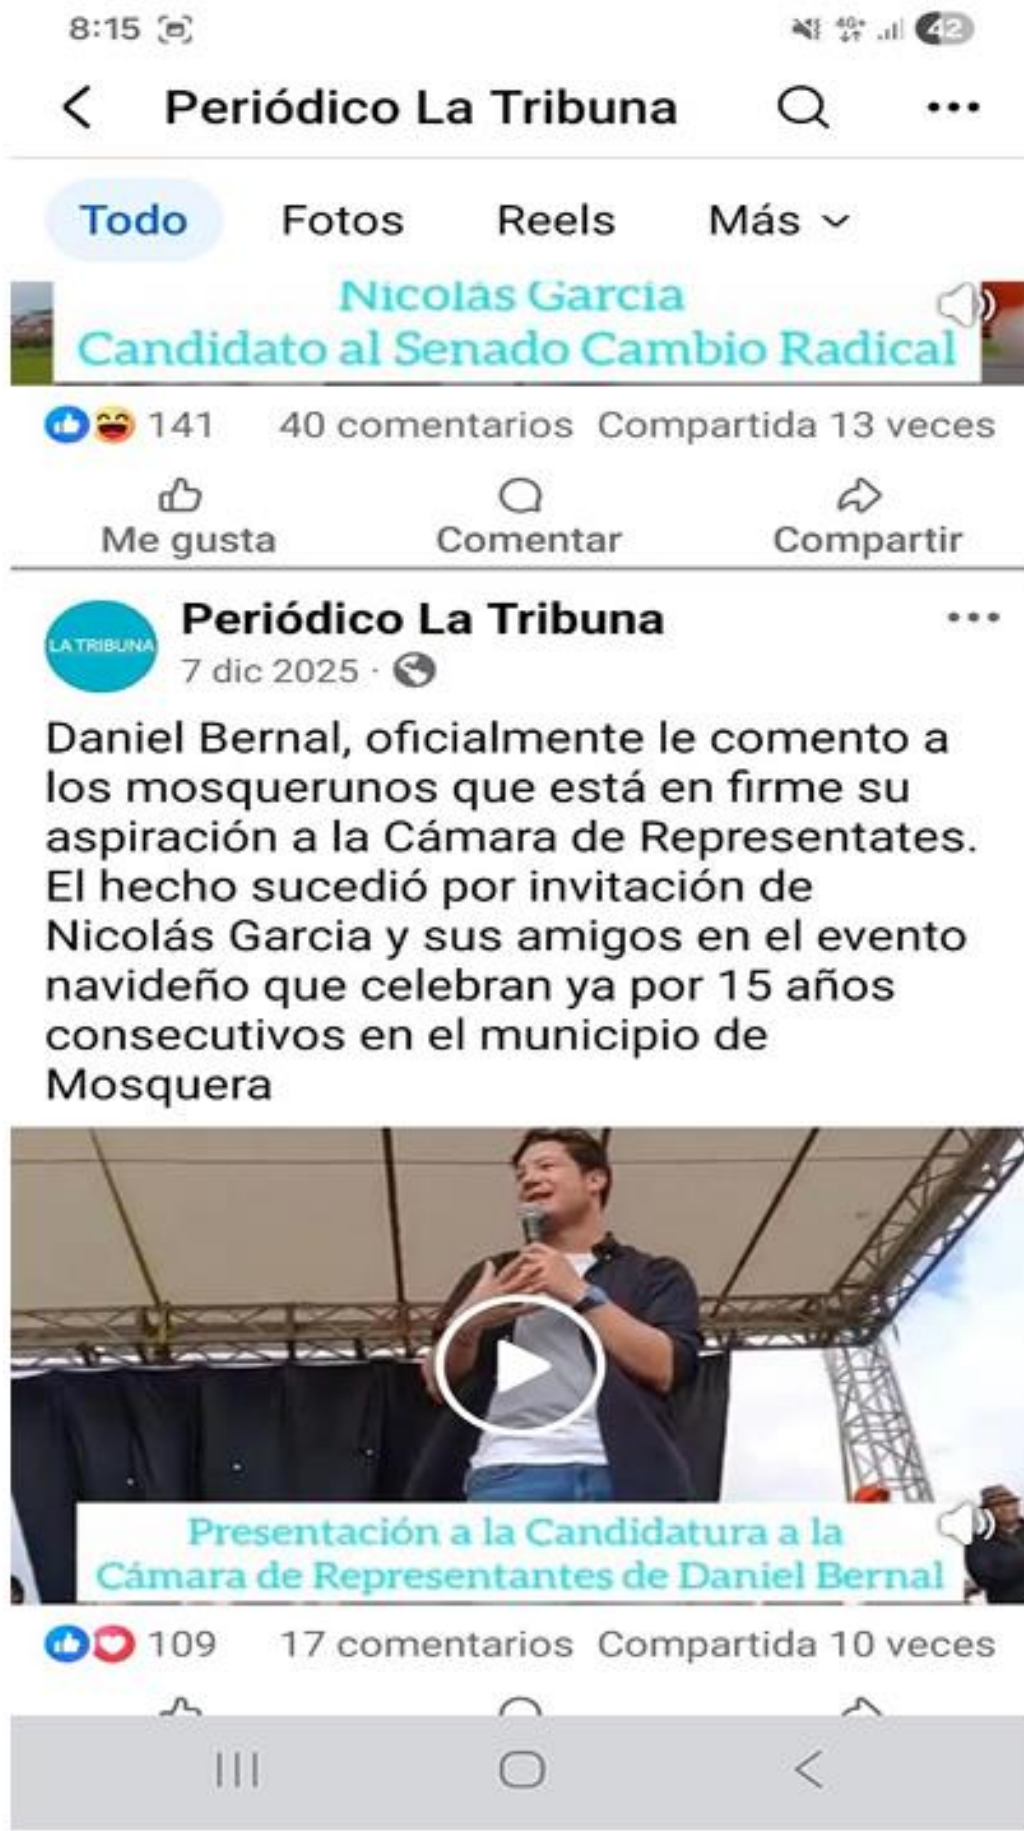 8:15
4G+
42
Periódico La Tribuna
Todo Fotos Reels Más
Nicolás García
Candidato al Senado Cambio Radical
141 40 comentarios Compartida 13 veces
Me gusta Comentar Compartir
LA TRIBUNA
Periódico La Tribuna
7 dic 2025 ·
Daniel Bernal, oficialmente le comento a
los mosquerunos que está en firme su
aspiración a la Cámara de Representates.
El hecho sucedió por invitación de
Nicolás Garcia y sus amigos en el evento
navideño que celebran ya por 15 años
consecutivos en el municipio de
Mosquera
Presentación a la Candidatura a la
Cámara de Representantes de Daniel Bernal
109 17 comentarios Compartida 10 veces